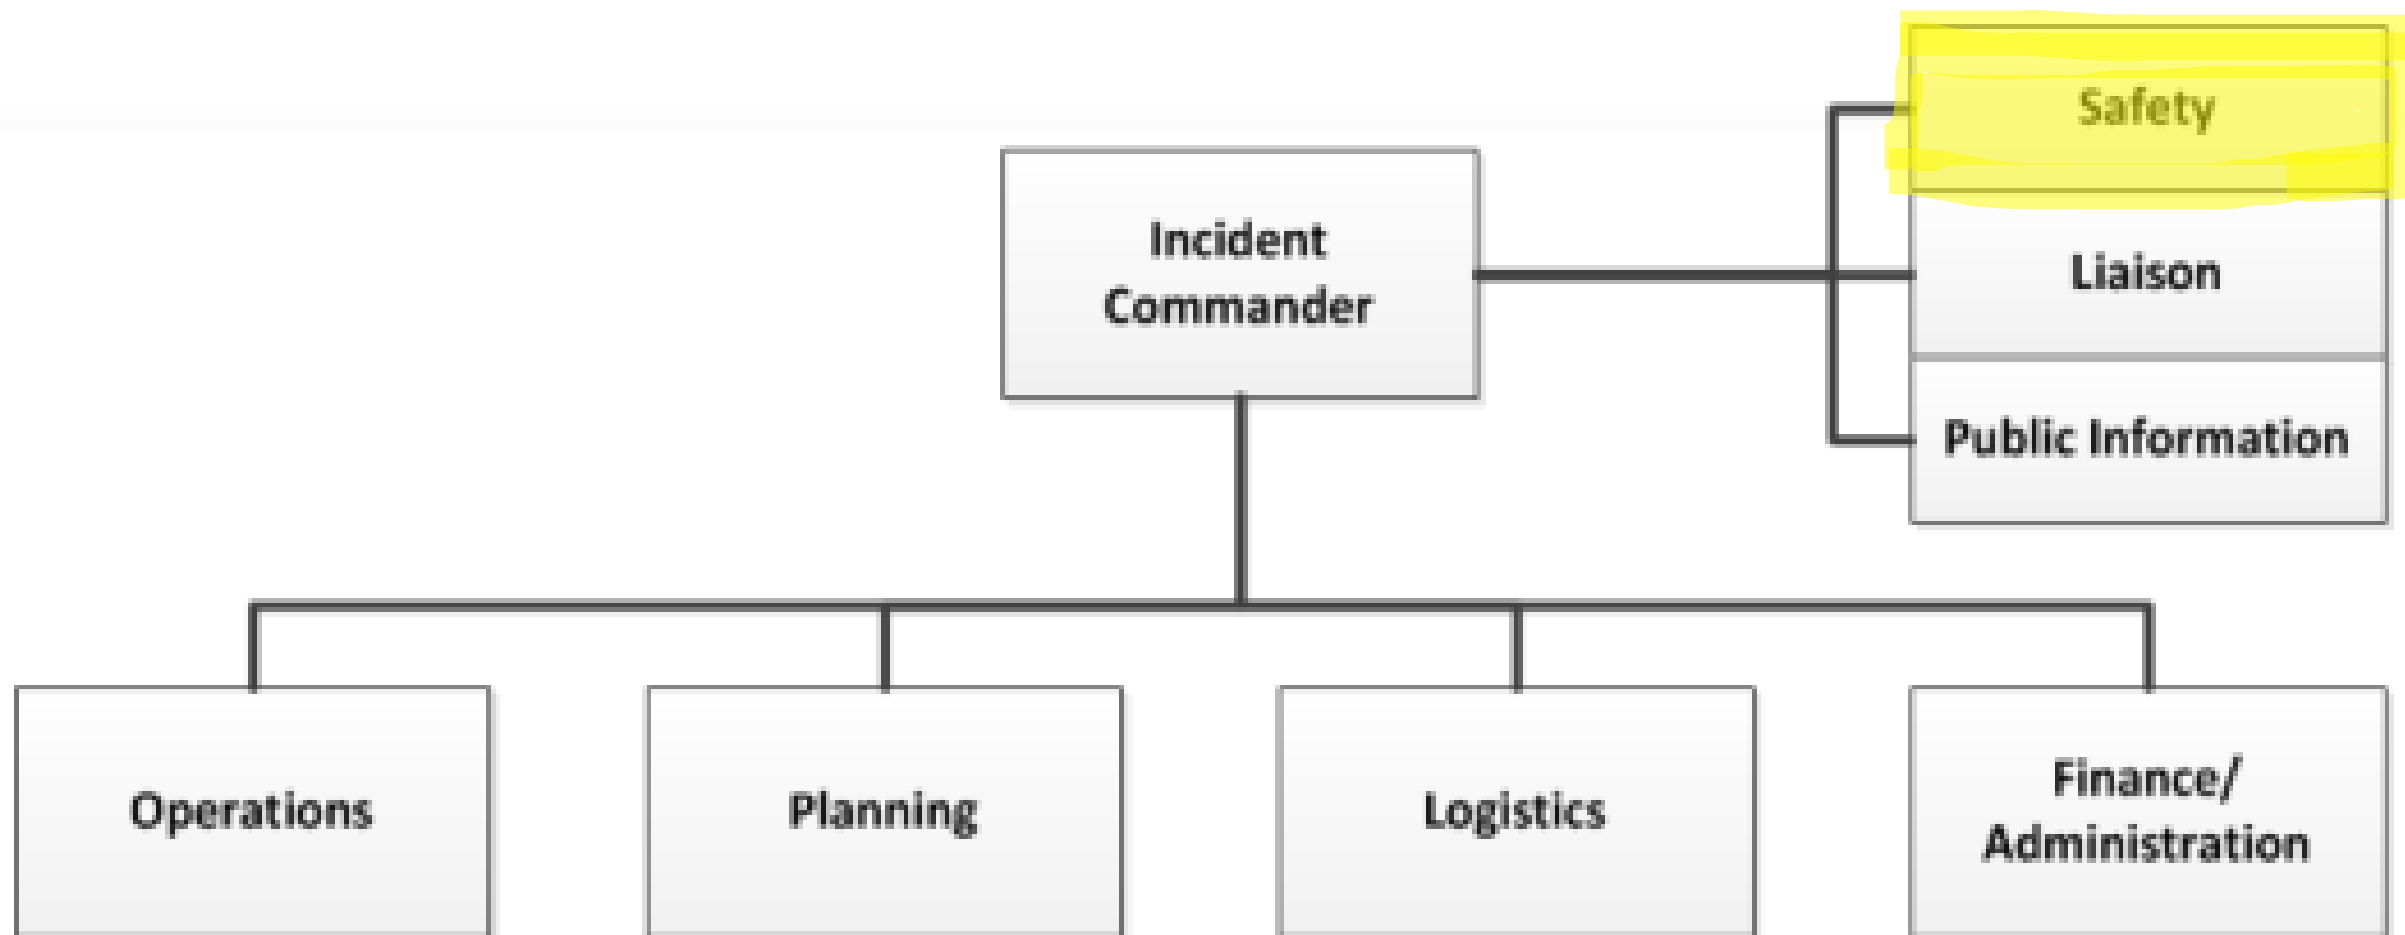 Safety
Incident
Commander
Liaison
Public Information
Operations
Planning
Logistics
Finance/
Administration